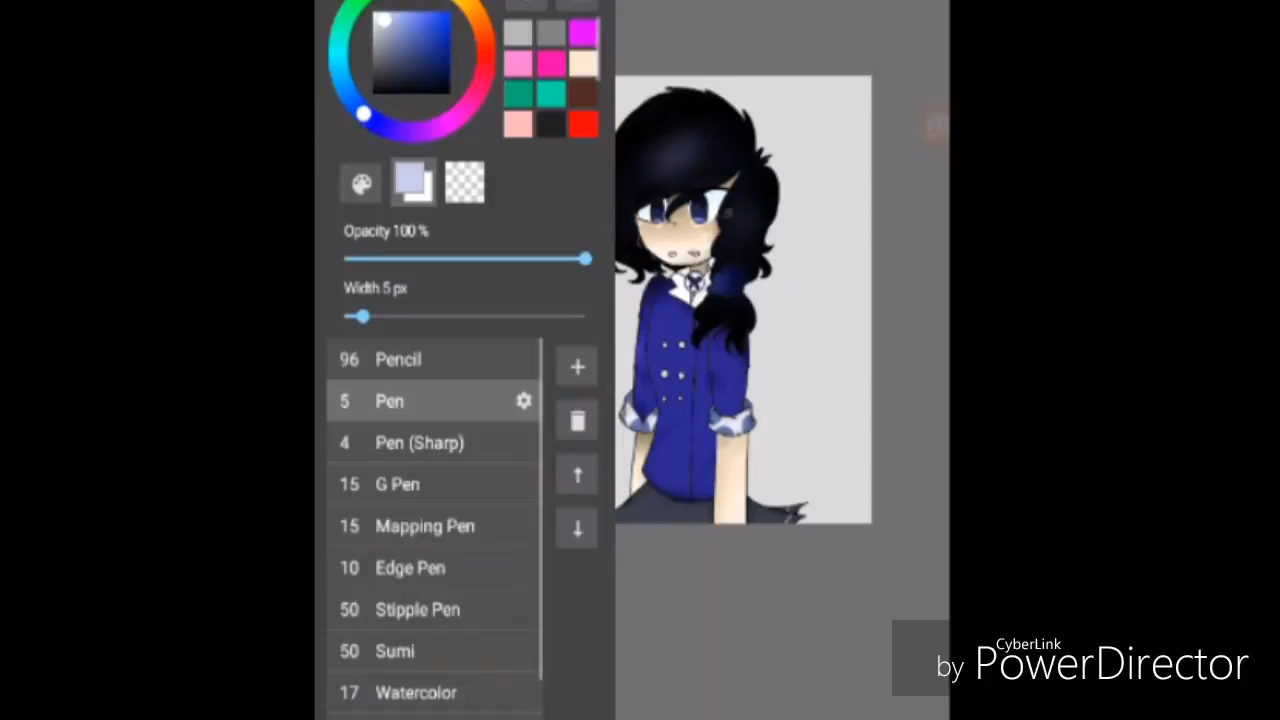 Opacity 100 %
Width 5 px
96 Pencil
5 Pen
4 Pen (Sharp)
15 G Pen
15 Mapping Pen
10 Edge Pen
50 Stipple Pen
50 Sumi
17 Watercolor
CyberLink
by PowerDirector